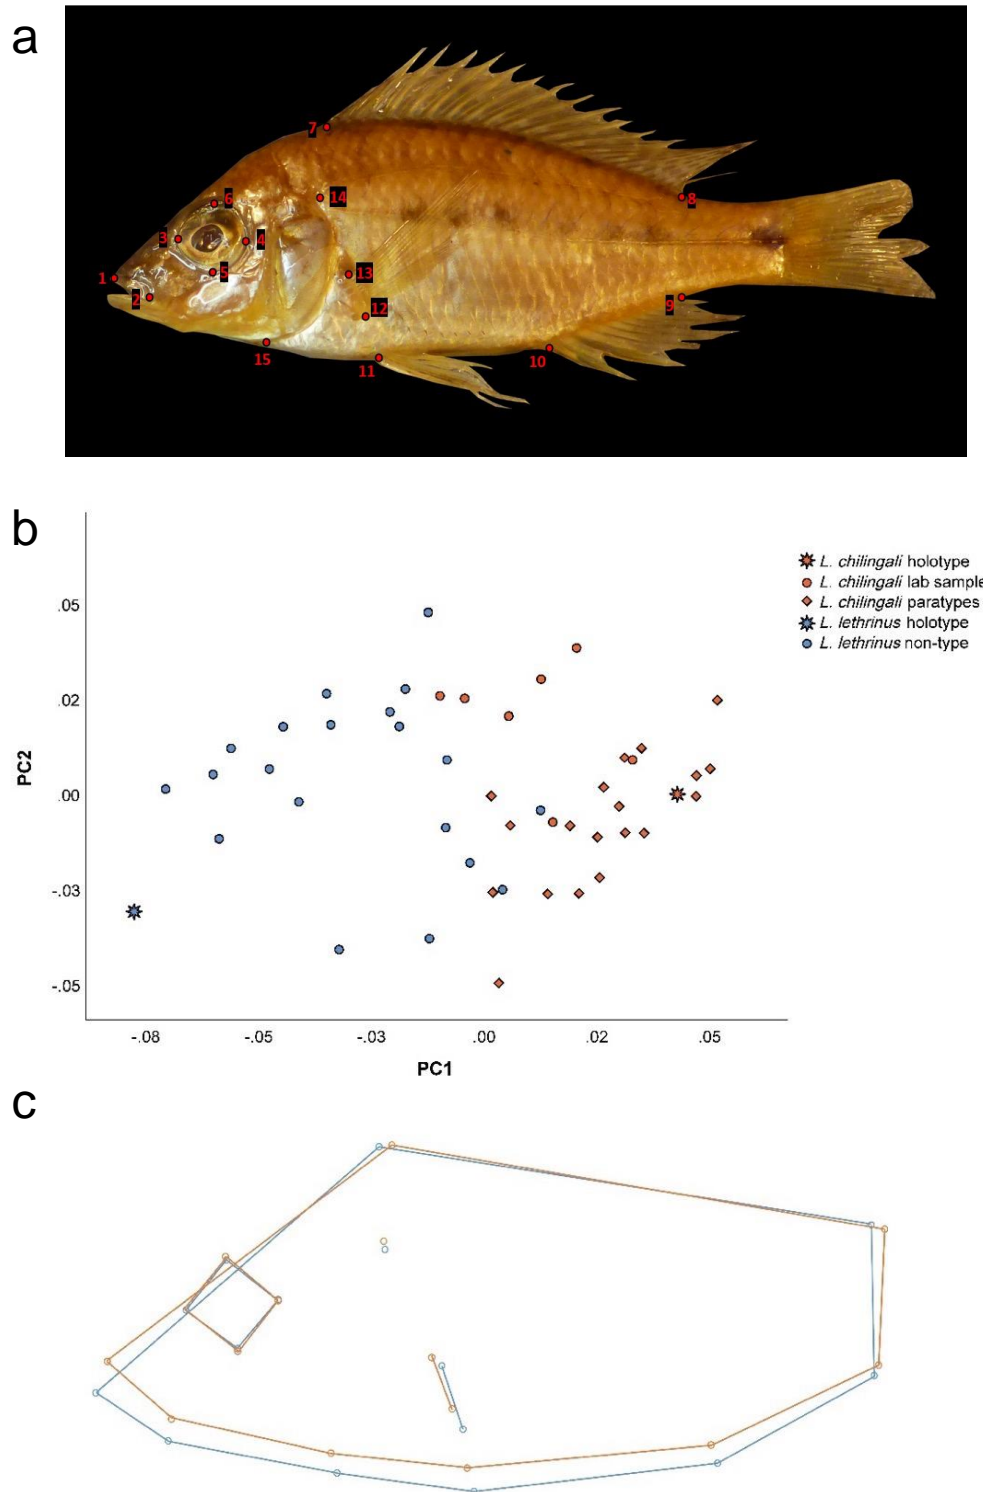 a
7
6
14
8
3
4
5
13
1
2
9
12
15
11
10
b
L. chilingali holotype
L. chilingali lab sample
L. chilingali paratypes
L. lethrinus holotype
L. lethrinus non-type
.05
.02
.00
-.03
-.05
PC2
-.08
-.05
-.03
.00
.02
.05
PC1
c